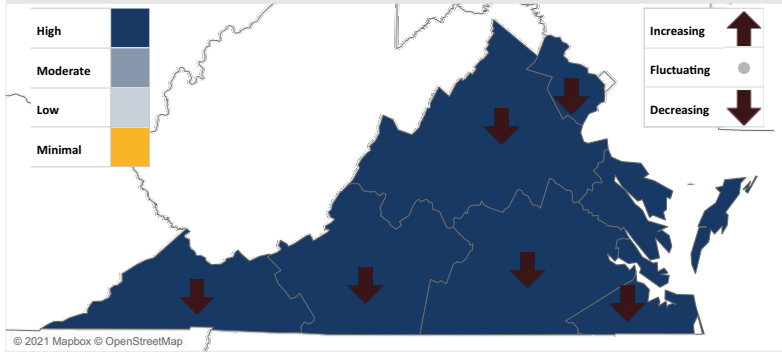 High
Moderate
Low
Minimal
Increasing
Fluctuating
Decreasing
© 2021 Mapbox © OpenStreetMap